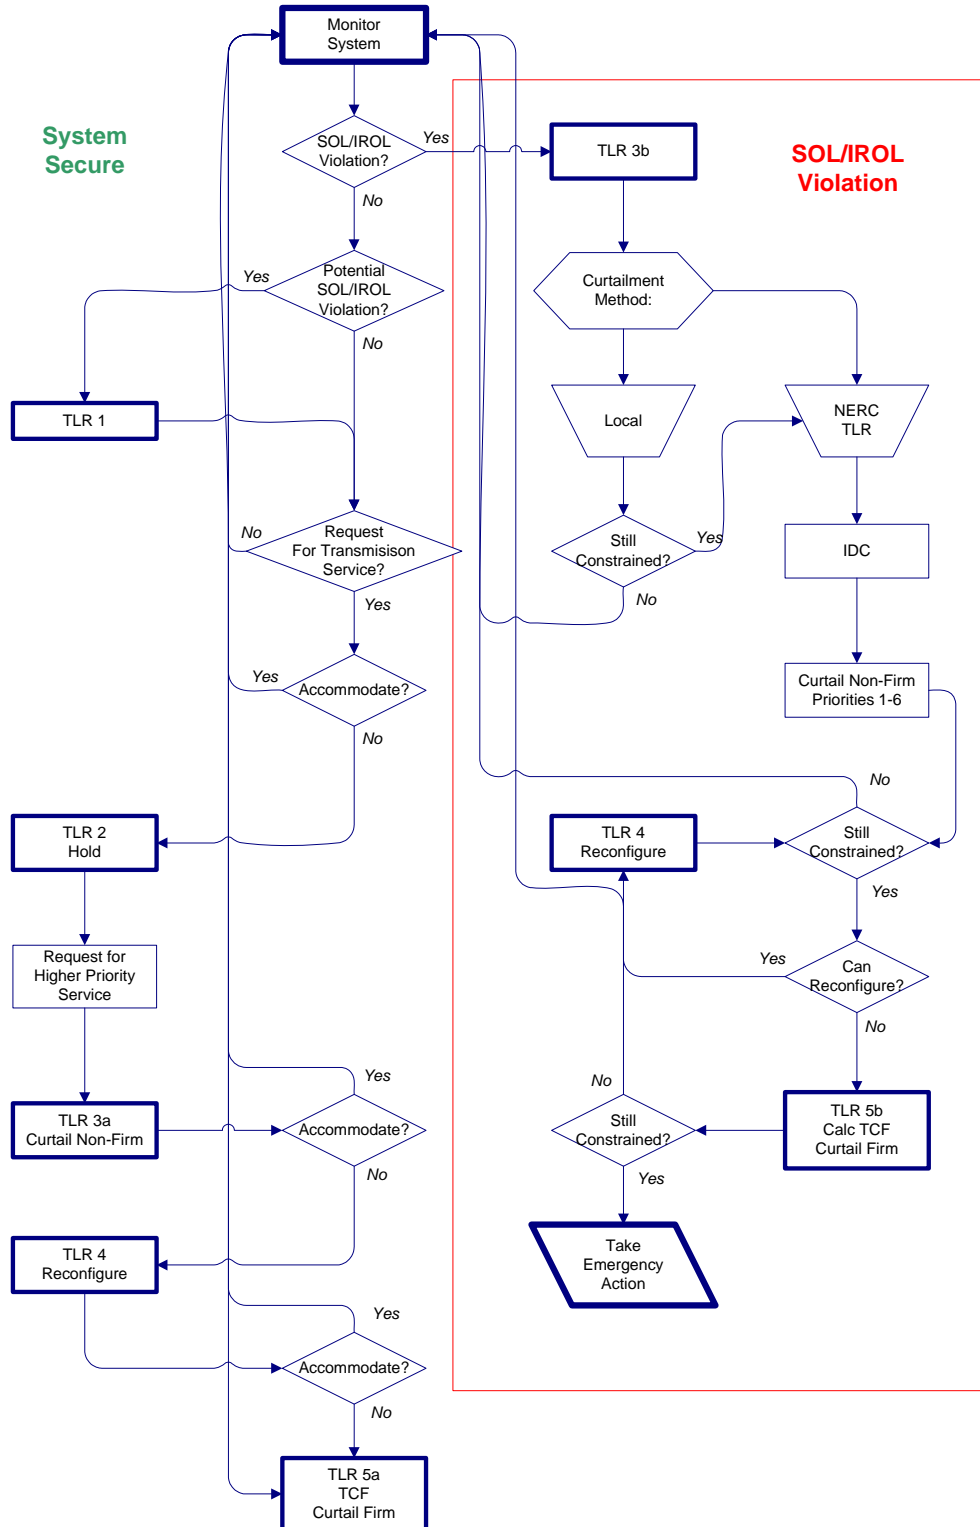 Monitor
System
System
Secure
SOL/IROL
Violation?
Yes
No
TLR 3b
SOL/IROL
Violation
Potential
SOL/IROL
Violation?
Yes
No
Curtailment
Method:
TLR 1
Local
NERC
TLR
Request
For Transmisison
Service?
No
Yes
Still
Constrained?
Yes
No
IDC
Accommodate?
Yes
No
Curtail Non-Firm
Priorities 1-6
TLR 2
Hold
TLR 4
Reconfigure
Still
Constrained?
No
Yes
Request for
Higher Priority
Service
Can
Reconfigure?
Yes
No
TLR 3a
Curtail Non-Firm
Accommodate?
Yes
No
Still
Constrained?
No
Yes
TLR 5b
Calc TCF
Curtail Firm
TLR 4
Reconfigure
Take
Emergency
Action
Accommodate?
Yes
No
TLR 5a
TCF
Curtail Firm